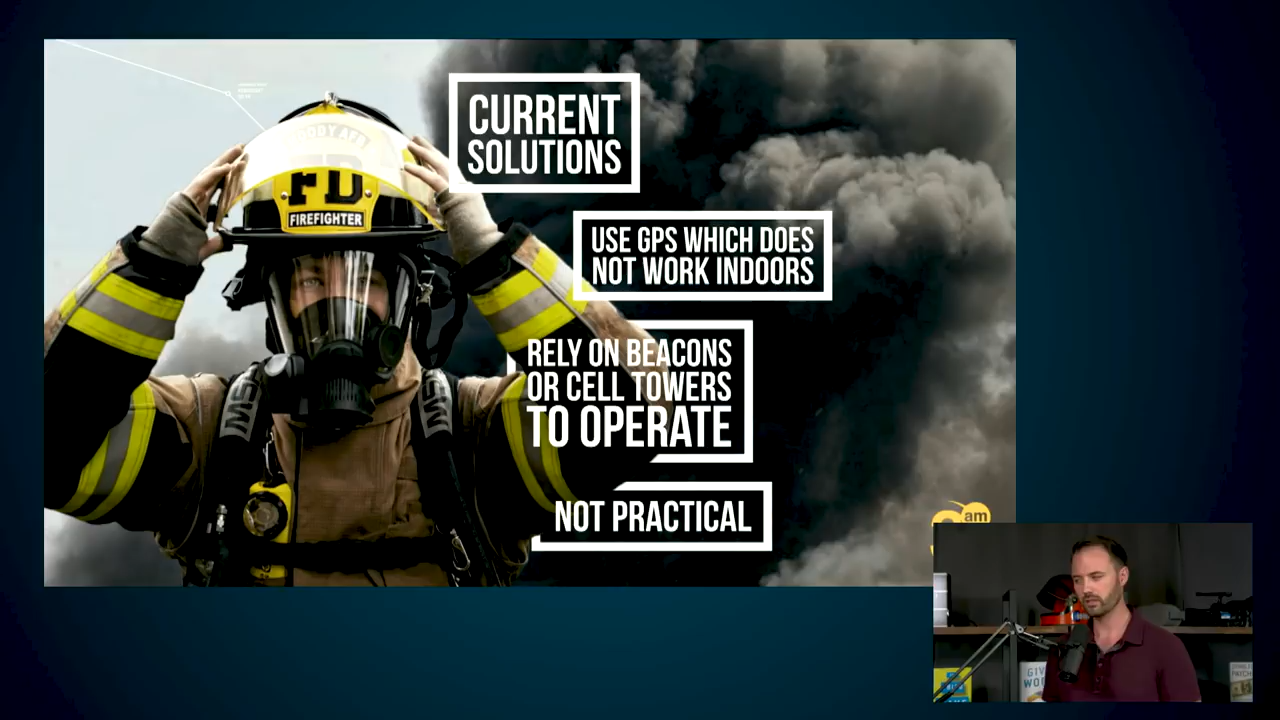 CURRENT
SOLUTIONS
USE GPS WHICH DOES
NOT WORK INDOORS
RELY ON BEACONS
OR CELL TOWERS
TO OPERATE
NOT PRACTICAL
FD
FIREFIGHTER
am